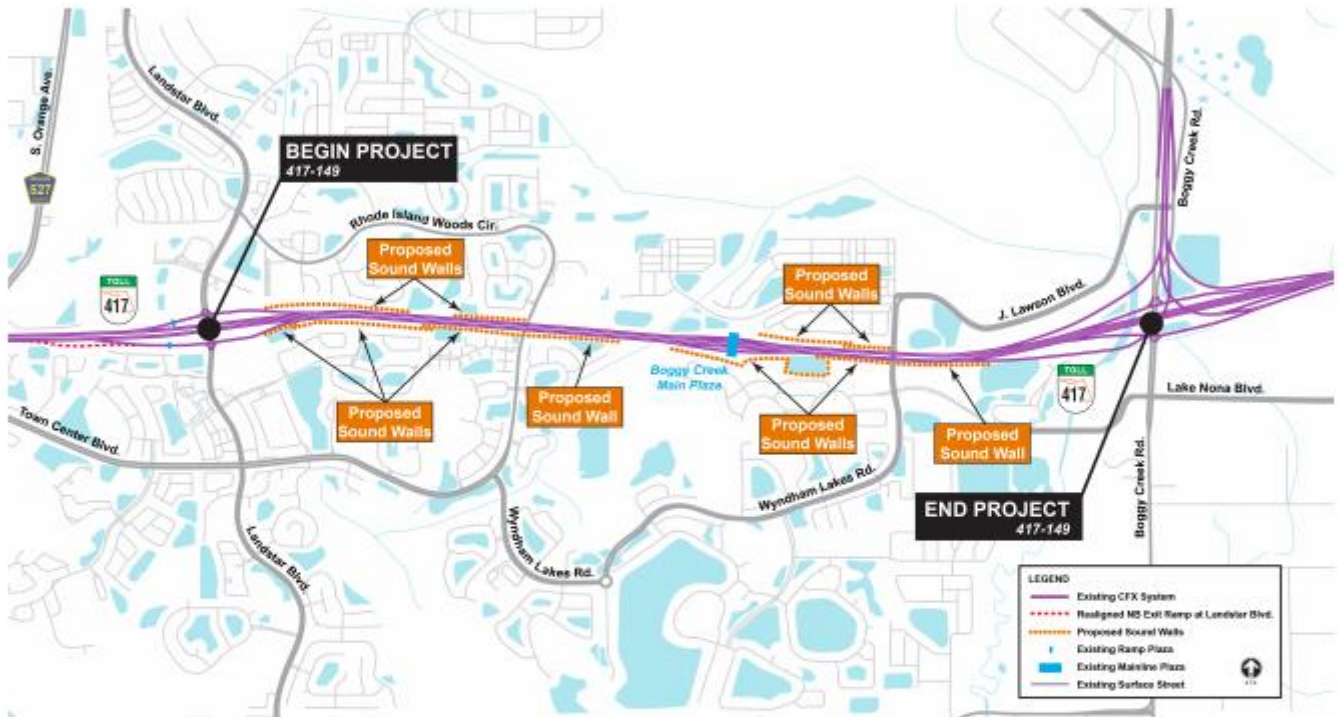 S. Orange Ave.
527
Landstar Blvd.
BEGIN PROJECT
417-149
Rhode Island Woods Cir.
Proposed
Sound Walls
TOLL
417
Proposed
Sound Walls
Boggy Creek Rd.
J. Lawson Blvd.
Boggy Creek
Main Plaza
Proposed
Sound Walls
Proposed
Sound Wall
Proposed
Sound Walls
Proposed
Sound Wall
TOLL
417
Lake Nona Blvd.
Town Center Blvd.
Landstar Blvd.
Wyndham Lakes Rd.
Wyndham Lakes Rd.
END PROJECT
417-149
Boggy Creek Rd.
LEGEND
Existing CFX System
Realigned NB Exit Ramp at Landstar Blvd.
Proposed Sound Walls
Existing Ramp Plaza
Existing Mainline Plaza
Existing Surface Street